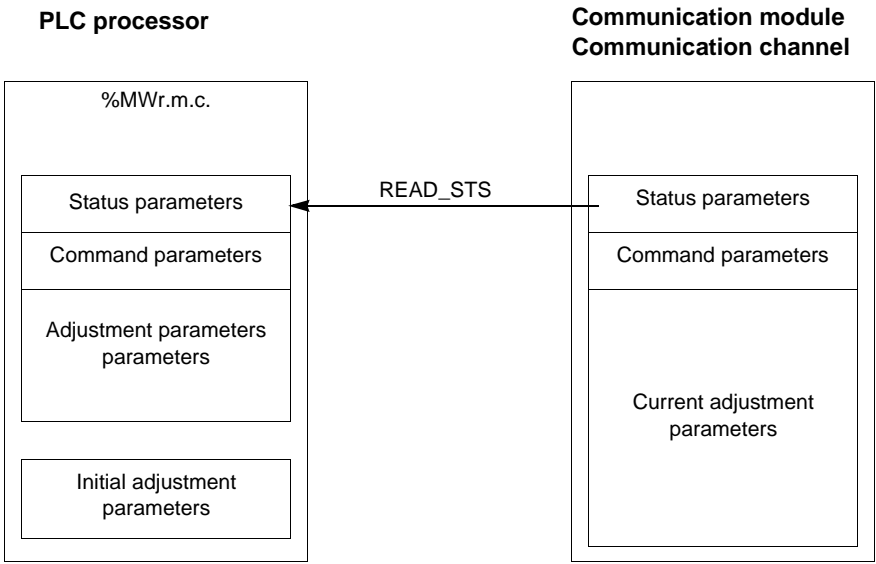 PLC processor
Communication module
Communication channel
%MWr.m.c.
Status parameters
Command parameters
Adjustment parameters
parameters
Initial adjustment
parameters
READ_STS
Status parameters
Command parameters
Current adjustment
parameters